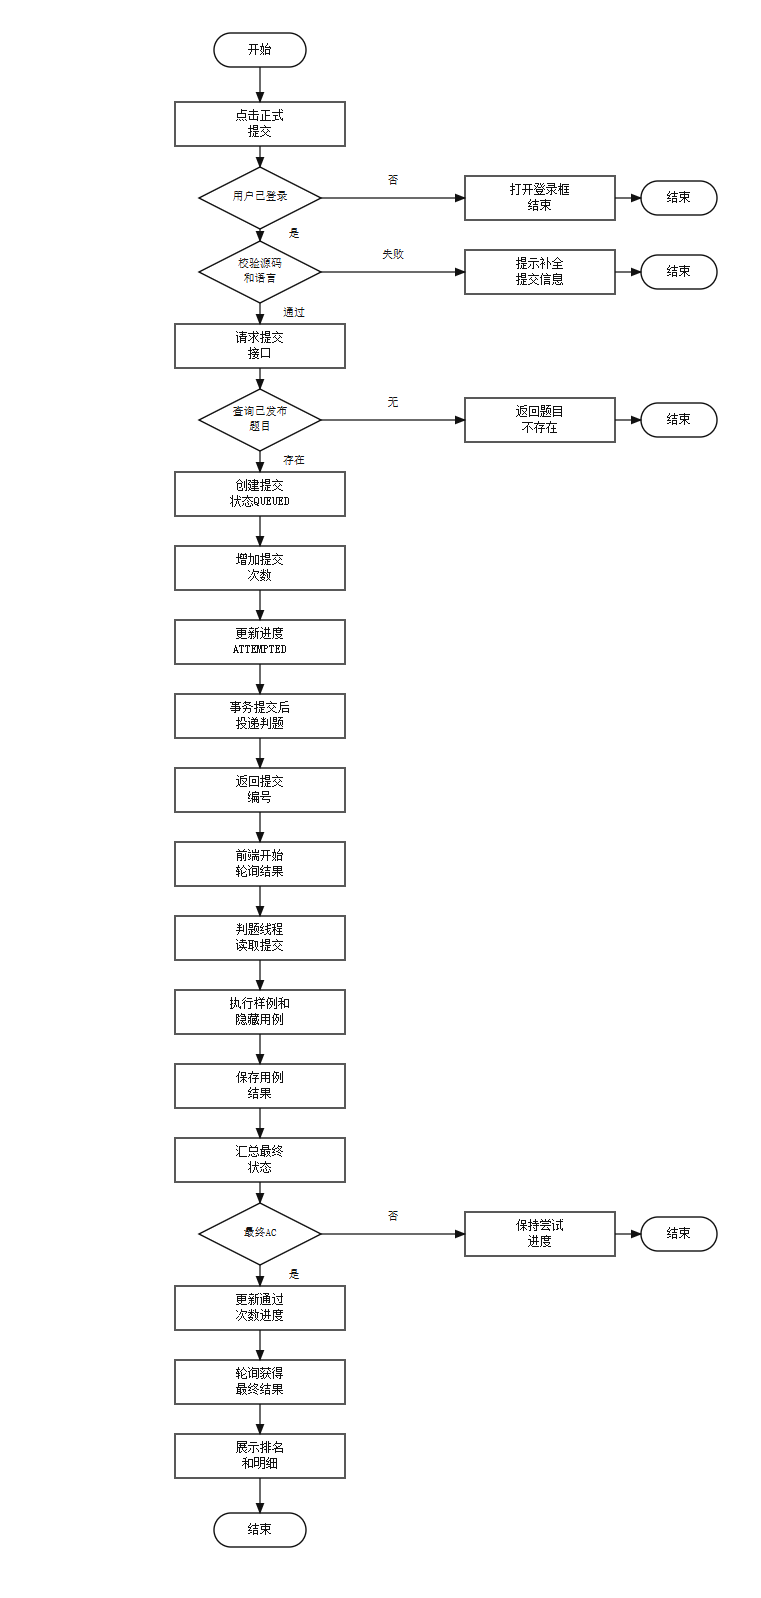 开始
点击正式
提交
用户已登录
否
打开登录框
结束
结束
是
校验源码
和语言
失败
提示补全
提交信息
结束
通过
请求提交
接口
查询已发布
题目
无
返回题目
不存在
结束
存在
创建提交
状态QUEUED
增加提交
次数
更新进度
ATTEMPTED
事务提交后
投递判题
返回提交
编号
前端开始
轮询结果
判题线程
读取提交
执行样例和
隐藏用例
保存用例
结果
汇总最终
状态
最终AC
否
保持尝试
进度
结束
是
更新通过
次数进度
轮询获得
最终结果
展示排名
和明细
结束